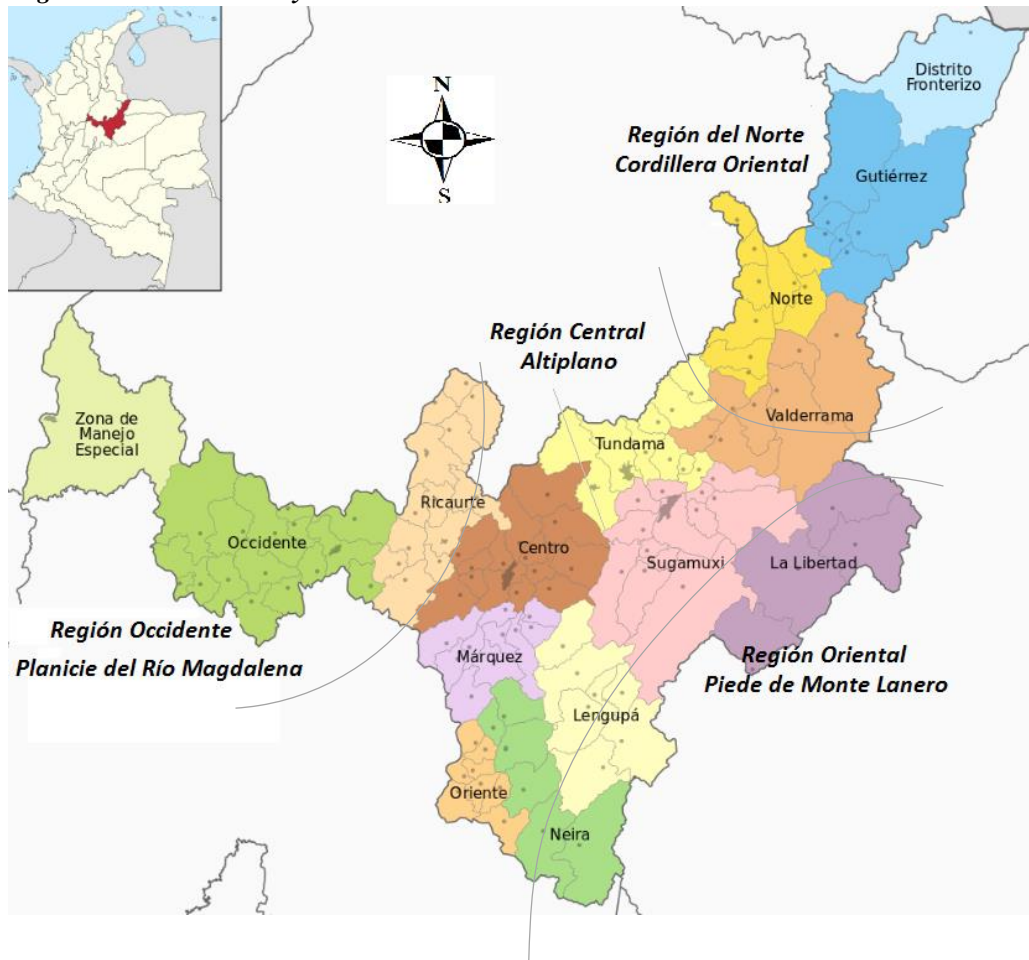 N
S
Distrito
Fronterizo
Región del Norte
Cordillera Oriental
Gutiérrez
Norte
Región Central
Altiplano
Zona de
Manejo
Especial
Valderrama
Tundama
Ricaurte
Occidente
Centro
Sugamuxi
La Libertad
Región Occidente
Planicie del Río Magdalena
Márquez
Región Oriental
Piede de Monte Lanero
Lengupá
Oriente
Neira